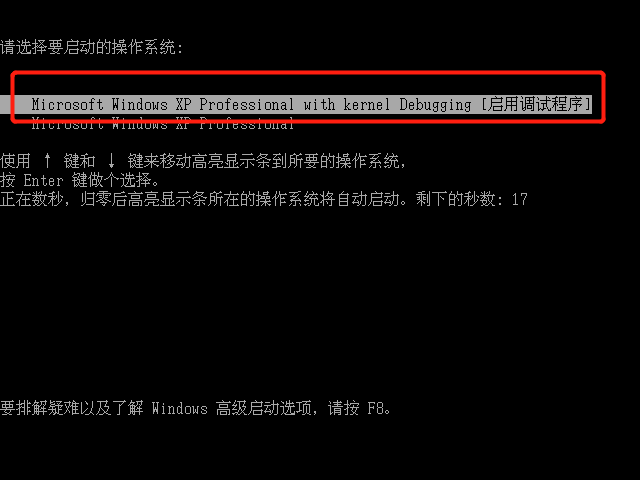 请选择要启动的操作系统:
Microsoft Windows XP Professional with kernel Debugging [启用调试程序]
Microsoft Windows XP Professional
使用 ↑ 键和 ↓ 键来移动高亮显示条到所要的操作系统,
按 Enter 键做个选择。
正在数秒, 归零后高亮显示条所在的操作系统将自动启动。剩下的秒数: 17
要排解疑难以及了解 Windows 高级启动选项, 请按 F8。